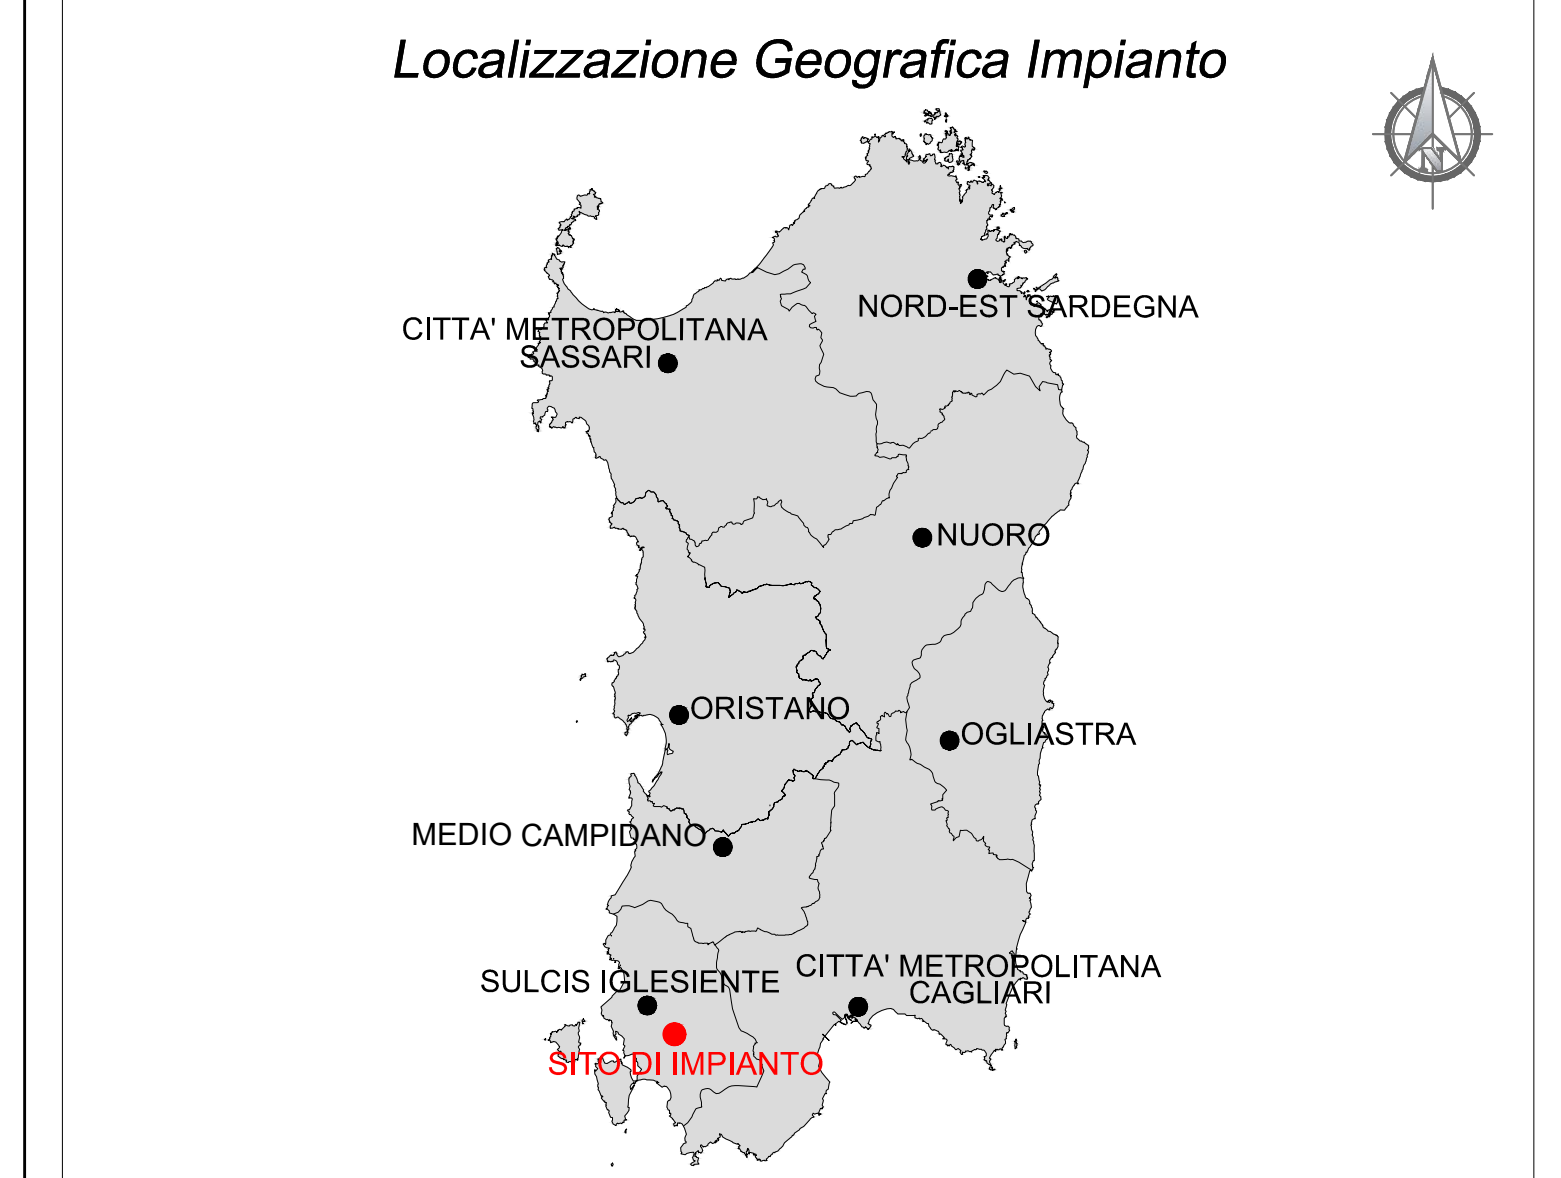 Localizzazione Geografica Impianto
N
NORD-EST SARDEGNA
CITTA' METROPOLITANA
SASSARI
NUORO
ORISTANO
OGLIASTRA
MEDIO CAMPIDANO
CITTA' METROPOLITANA
CAGLIARI
SULCIS IGLESIENTE
SITO DI IMPIANTO